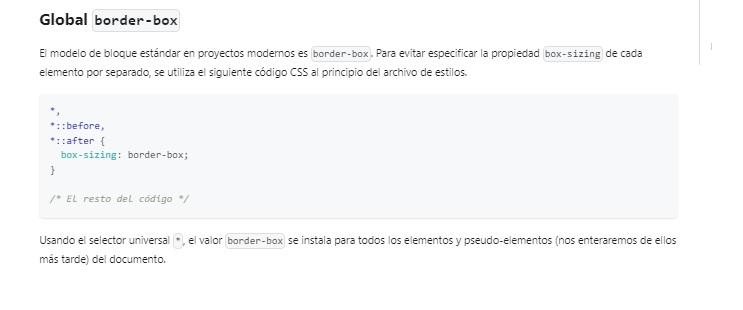 Global border-box
El modelo de bloque estándar en proyectos modernos es border-box. Para evitar especificar la propiedad box-sizing de cada
elemento por separado, se utiliza el siguiente código CSS al principio del archivo de estilos.
*,
*::before,
*::after {
  box-sizing: border-box;
}
/* EL resto del código */
Usando el selector universal *, el valor border-box se instala para todos los elementos y pseudo-elementos (nos enteraremos de ellos
más tarde) del documento.